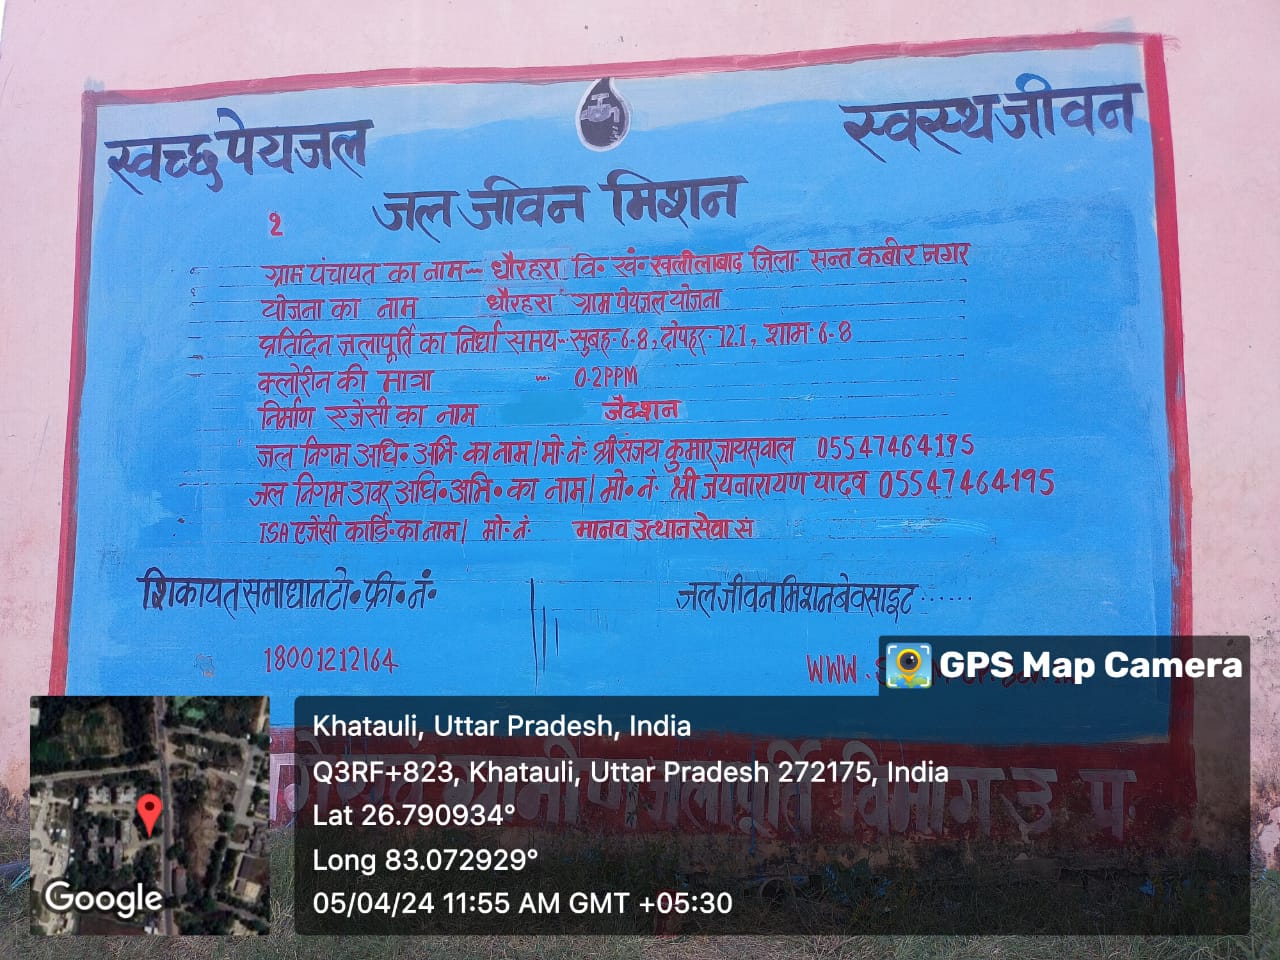 स्वच्छ पेयजल
स्वस्थ जीवन
जल जीवन मिशन
2
ग्राम पंचायत का नाम-- धौरहरा वि॰ खं॰ खलीलाबाद जिला- सन्त कबीर नगर
योजना का नाम धौरहरा ग्राम पेयजल योजना
प्रतिदिन जलापूर्ति का निर्धा समय-- सुबह-6-8, दोपहर-12.1, शाम-6-8
क्लोरीन की मात्रा --- 0.2PPM
निर्माण एजेंसी का नाम जैक्शन
जल निगम अधि॰ अभि॰ का नाम/मो॰ नं॰ श्री संजय कुमार जायसवाल 05547464195
जल निगम अवर अधि॰ अभि॰ का नाम/ मो॰ नं॰ श्री जयनारायण यादव 05547464195
ISA एजेंसी कार्डि॰ का नाम/ मो॰ नं॰ मानव उत्थान सेवा सं
शिकायत समाधान टो॰ फ्री॰ नं॰
जल जीवन मिशन बेवसाइट ......
18001212164
WWW.
ग्रामीण जलापूर्ति विभाग उ प्र.
GPS Map Camera
Khatauli, Uttar Pradesh, India
Q3RF+823, Khatauli, Uttar Pradesh 272175, India
Lat 26.790934°
Long 83.072929°
05/04/24 11:55 AM GMT +05:30
Google